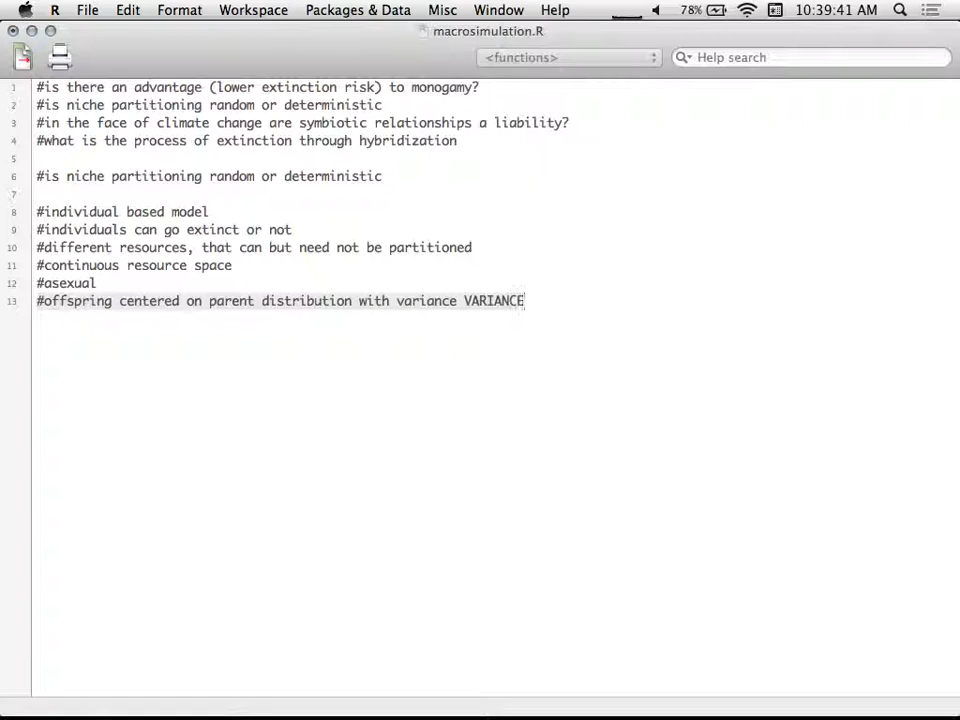 R File Edit Format Workspace Packages & Data Misc Window Help 78% 10:39:41 AM
macrosimulation.R
<functions> Help search
1 #is there an advantage (lower extinction risk) to monogamy?
2 #is niche partitioning random or deterministic
3 #in the face of climate change are symbiotic relationships a liability?
4 #what is the process of extinction through hybridization
5
6 #is niche partitioning random or deterministic
7
8 #individual based model
9 #individuals can go extinct or not
10 #different resources, that can but need not be partitioned
11 #continuous resource space
12 #asexual
13 #offspring centered on parent distribution with variance VARIANCE